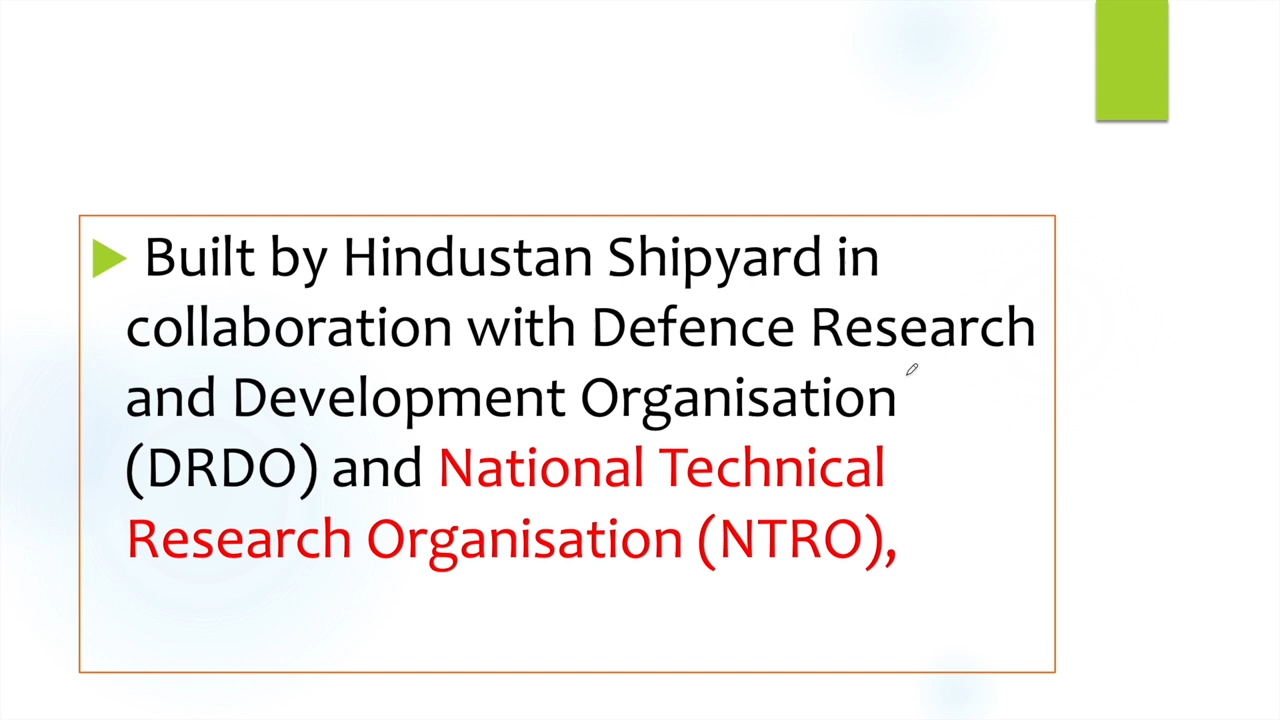 Built by Hindustan Shipyard in
collaboration with Defence Research
and Development Organisation
(DRDO) and National Technical
Research Organisation (NTRO),